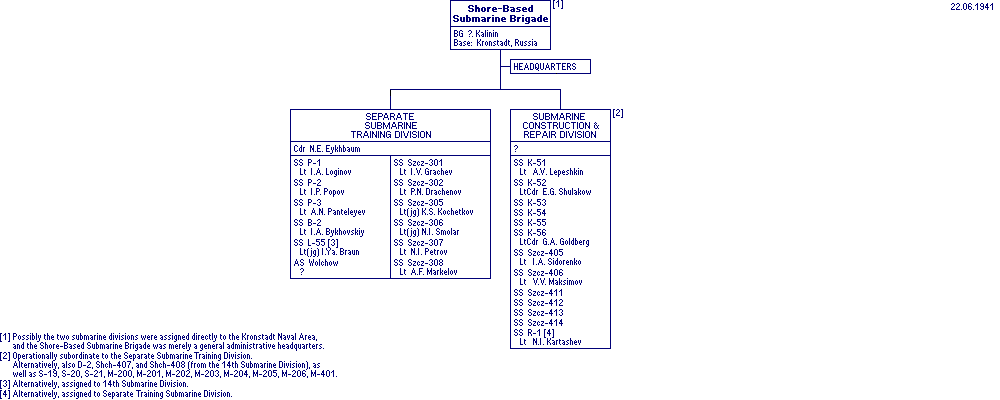 22.06.1941
Shore-Based [1]
Submarine Brigade
BG ?. Kalinin
Base: Kronstadt, Russia
HEADQUARTERS
SEPARATE
SUBMARINE
TRAINING DIVISION
Cdr N.E. Eykhbaum
SS P-1
Lt I.A. Loginov
SS P-2
Lt I.P. Popov
SS P-3
Lt A.N. Panteleyev
SS B-2
Lt I.A. Bykhovskiy
SS L-55 [3]
Lt(jg) I.Ya. Braun
AS Wolchow
?
SS Szcz-301
Lt I.V. Grachev
SS Szcz-302
Lt P.N. Drachenov
SS Szcz-305
Lt(jg) K.S. Kochetkov
SS Szcz-306
Lt(jg) N.I. Smolar
SS Szcz-307
Lt N.I. Petrov
SS Szcz-308
Lt A.F. Markelov
SUBMARINE [2]
CONSTRUCTION &
REPAIR DIVISION
?
SS K-51
Lt A.V. Lepeshkin
SS K-52
LtCdr E.G. Shulakow
SS K-53
SS K-54
SS K-55
SS K-56
LtCdr G.A. Goldberg
SS Szcz-405
Lt I.A. Sidorenko
SS Szcz-406
Lt V.V. Maksimov
SS Szcz-411
SS Szcz-412
SS Szcz-413
SS Szcz-414
SS R-1 [4]
Lt N.I. Kartashev
[1] Possibly the two submarine divisions were assigned directly to the Kronstadt Naval Area,
and the Shore-Based Submarine Brigade was merely a general administrative headquarters.
[2] Operationally subordinate to the Separate Submarine Training Division.
Alternatively, also D-2, Shch-407, and Shch-408 (from the 14th Submarine Division), as
well as S-19, S-20, S-21, M-200, M-201, M-202, M-203, M-204, M-205, M-206, M-401.
[3] Alternatively, assigned to 14th Submarine Division.
[4] Alternatively, assigned to Separate Training Submarine Division.